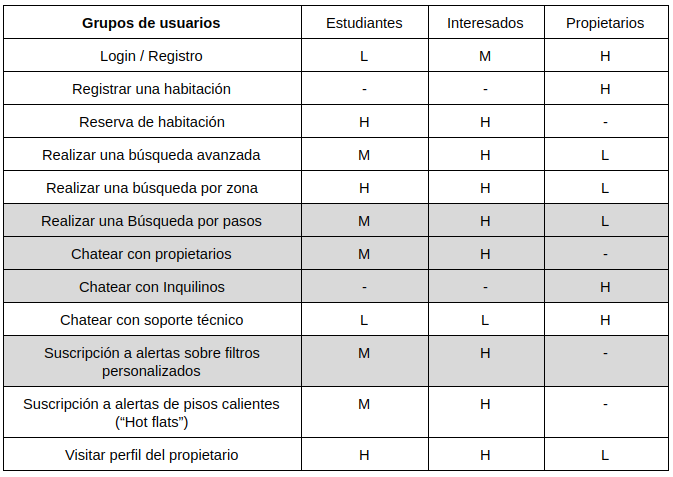 Grupos de usuarios Estudiantes Interesados Propietarios
Login / Registro L M H
Registrar una habitación - - H
Reserva de habitación H H -
Realizar una búsqueda avanzada M H L
Realizar una búsqueda por zona H H L
Realizar una Búsqueda por pasos M H L
Chatear con propietarios M H -
Chatear con Inquilinos - - H
Chatear con soporte técnico L L H
Suscripción a alertas sobre filtros M H -
personalizados
Suscripción a alertas de pisos calientes M H -
(“Hot flats”)
Visitar perfil del propietario H H L